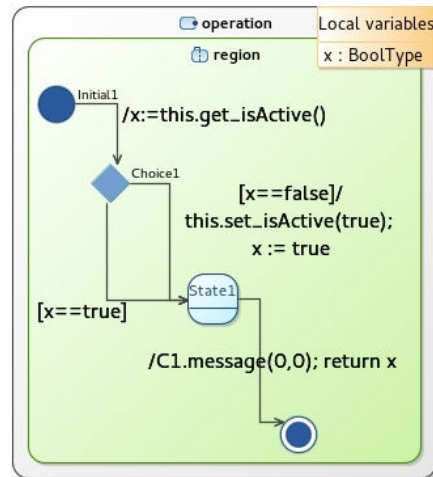 operation
Local variables
x : BoolType
region
Initial1
/x:=this.get_isActive()
Choice1
[x==false]/
this.set_isActive(true);
x := true
State1
[x==true]
/C1.message(0,0); return x